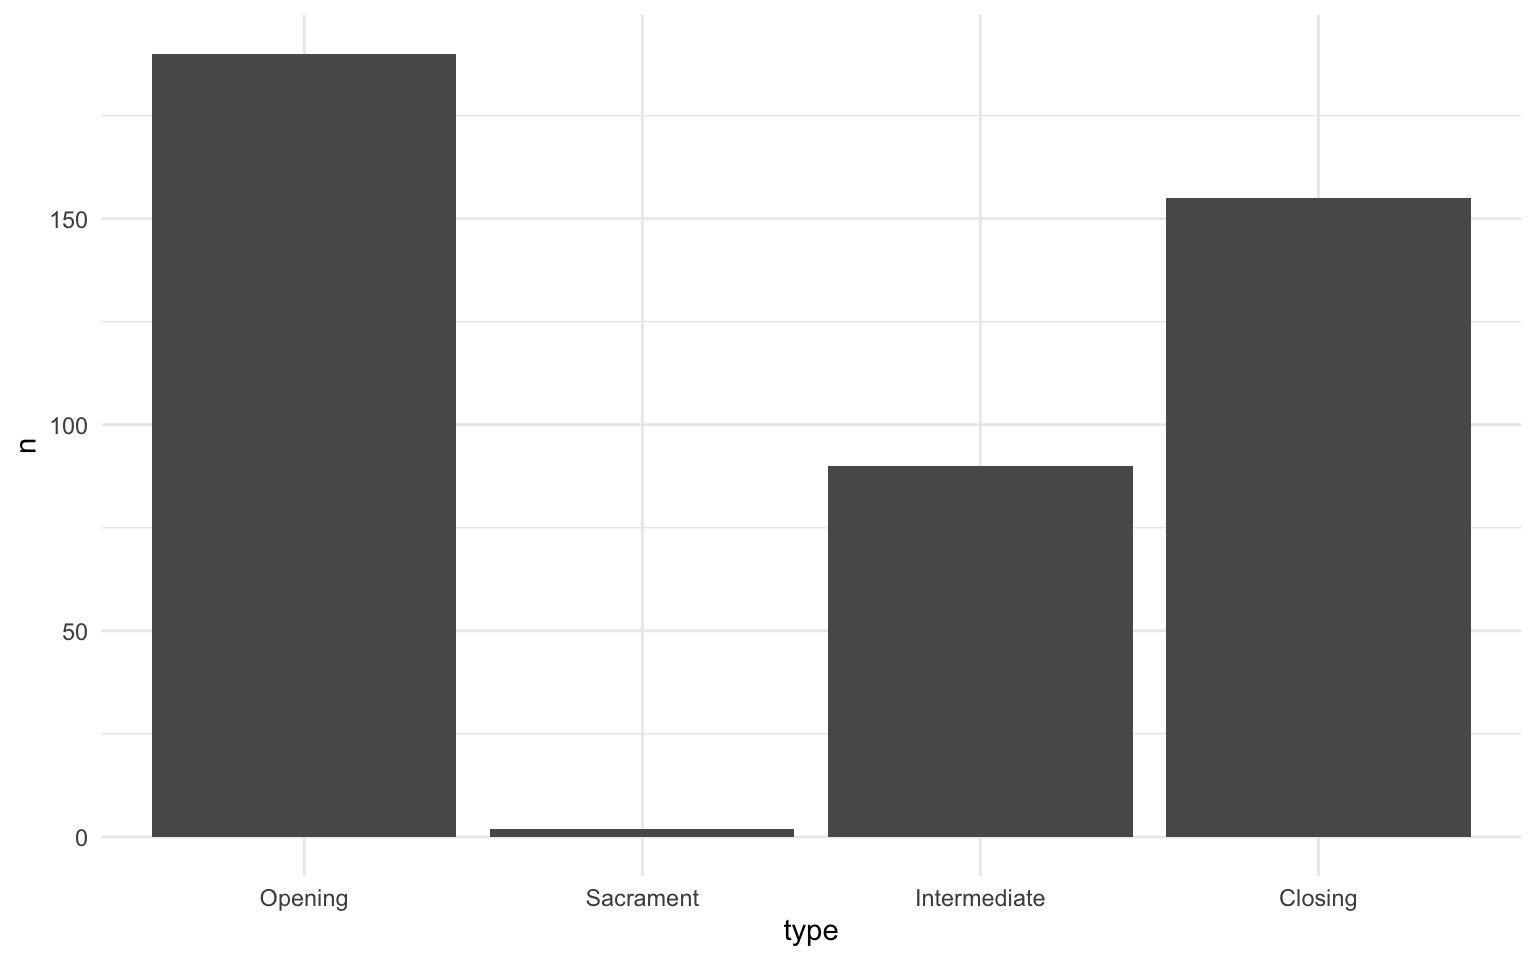 150
100
50
0
n
Opening
Sacrament
Intermediate
Closing
type